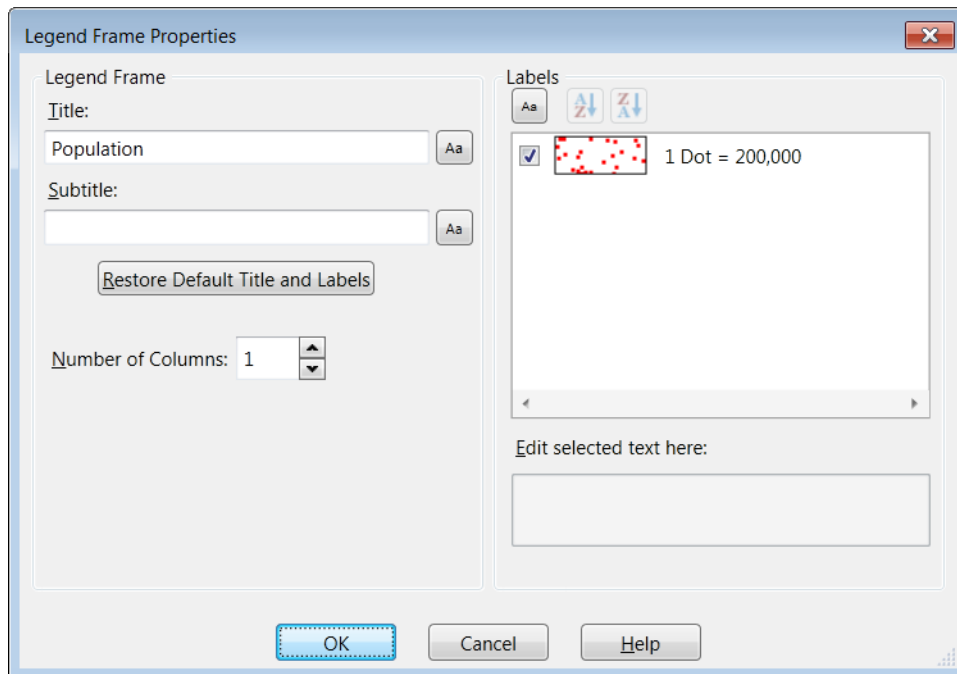 Legend Frame Properties
Legend Frame
Title:
Population
Aa
Subtitle:
Aa
Restore Default Title and Labels
Number of Columns: 1
Labels
Aa
A Z
Z A
1 Dot = 200,000
Edit selected text here:
OK
Cancel
Help